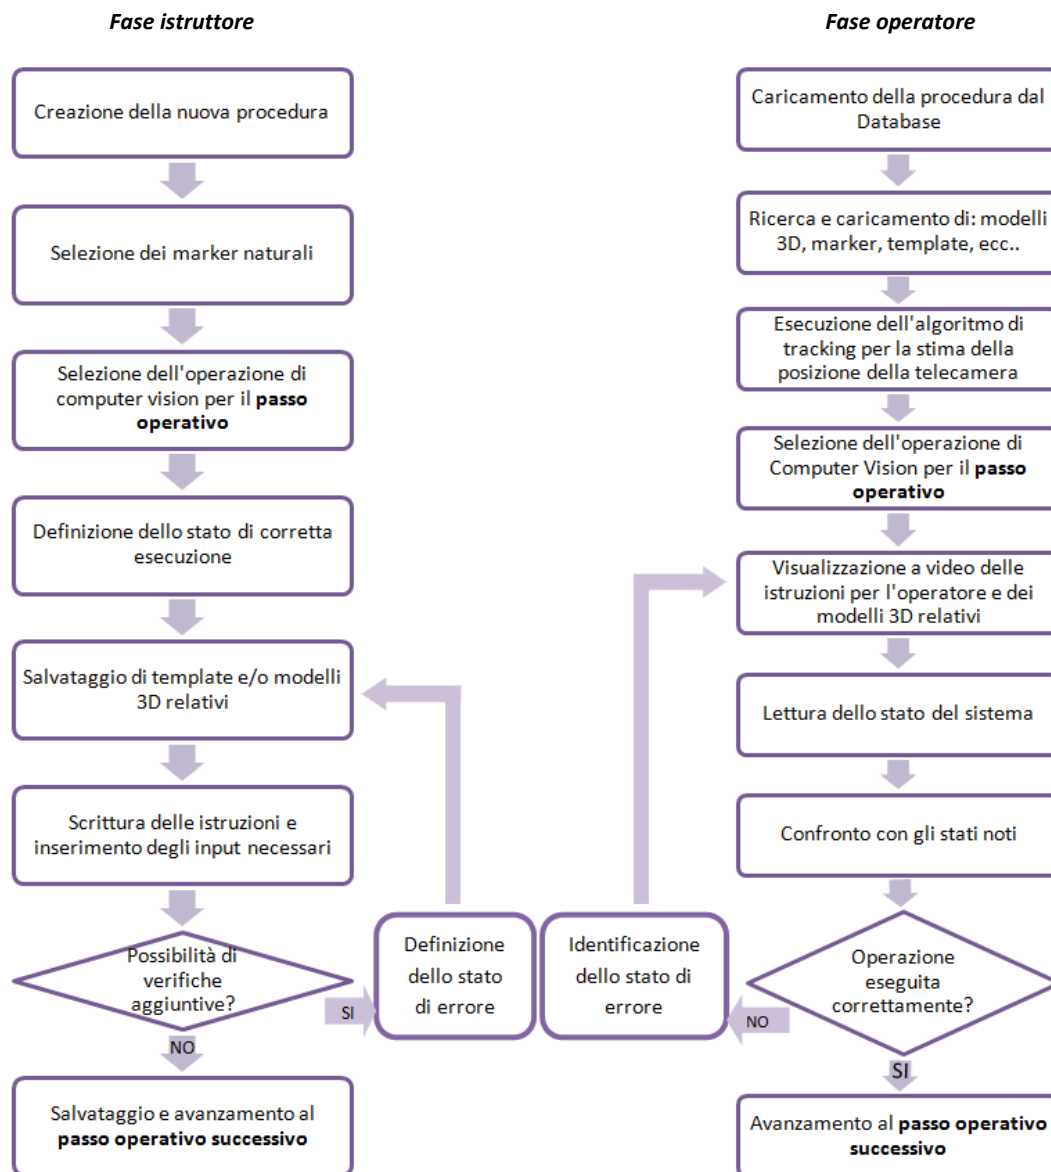 Fase istruttore
Creazione della nuova procedura
Selezione dei marker naturali
Selezione dell'operazione di
computer vision per il passo
operativo
Definizione dello stato di corretta
esecuzione
Salvataggio di template e/o modelli
3D relativi
Scrittura delle istruzioni e
inserimento degli input necessari
Possibilità di
verifiche
aggiuntive?
SI
Definizione
dello stato
di errore
NO
Salvataggio e avanzamento al
passo operativo successivo
Fase operatore
Caricamento della procedura dal
Database
Ricerca e caricamento di: modelli
3D, marker, template, ecc..
Esecuzione dell'algoritmo di
tracking per la stima della
posizione della telecamera
Selezione dell'operazione di
Computer Vision per il passo
operativo
Visualizzazione a video delle
istruzioni per l'operatore e dei
modelli 3D relativi
Lettura dello stato del sistema
Confronto con gli stati noti
Operazione
eseguita
correttamente?
NO
Identificazione
dello stato di
errore
SI
Avanzamento al passo operativo
successivo